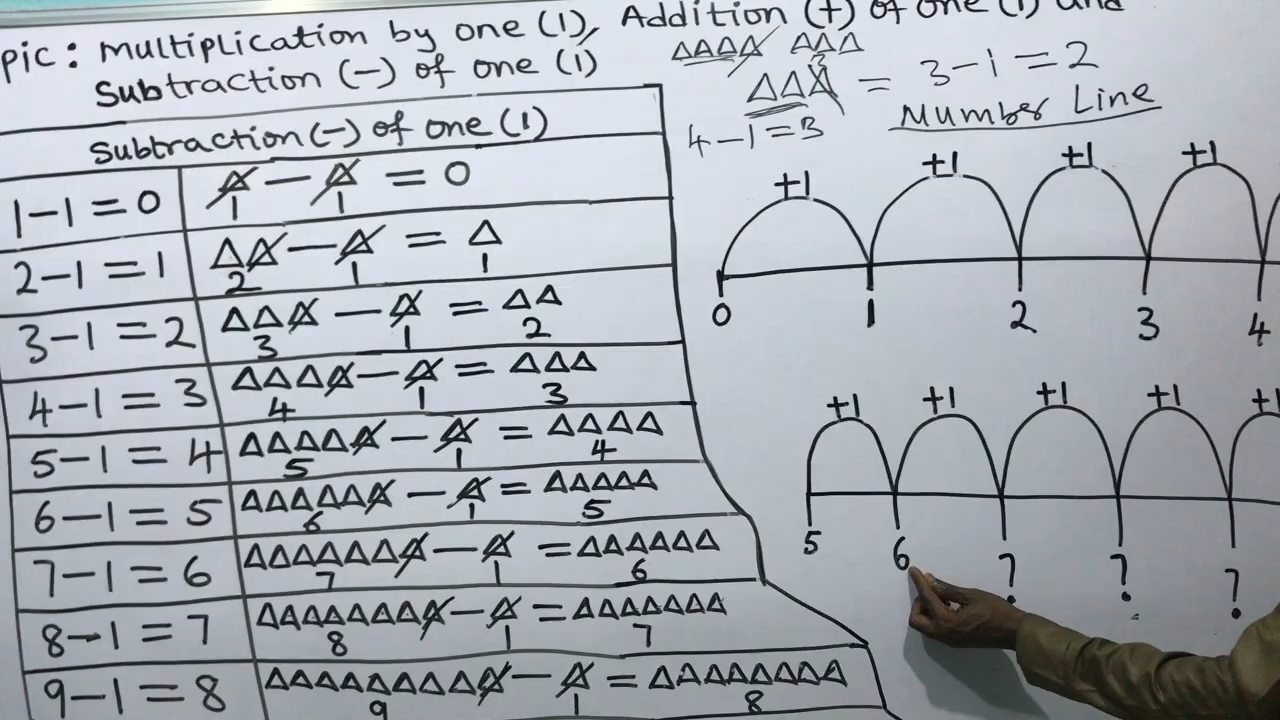 pic: Multiplication by one (1), Addition (+) of one (1) and
Subtraction (-) of one (1)
Subtraction (-) of one (1)
1-1=0 Δ - Δ = 0
1 1
2-1=1 ΔΔ - Δ = Δ
2 1 1
3-1=2 ΔΔΔ - Δ = ΔΔ
3 1 2
4-1=3 ΔΔΔΔ - Δ = ΔΔΔ
4 1 3
5-1=4 ΔΔΔΔΔ - Δ = ΔΔΔΔ
5 1 4
6-1=5 ΔΔΔΔΔΔ - Δ = ΔΔΔΔΔ
6 1 5
7-1=6 ΔΔΔΔΔΔΔ - Δ = ΔΔΔΔΔΔ
7 1 6
8-1=7 ΔΔΔΔΔΔΔΔ - Δ = ΔΔΔΔΔΔΔ
8 1 7
9-1=8 ΔΔΔΔΔΔΔΔΔ - Δ = ΔΔΔΔΔΔΔΔ
9 1 8
ΔΔΔΔ ΔΔΔ
3
ΔΔΔ = 3-1=2
4-1=3
Number Line
+1 +1 +1 +1
0 1 2 3 4
+1 +1 +1 +1 +1
5 6 ? ? ?